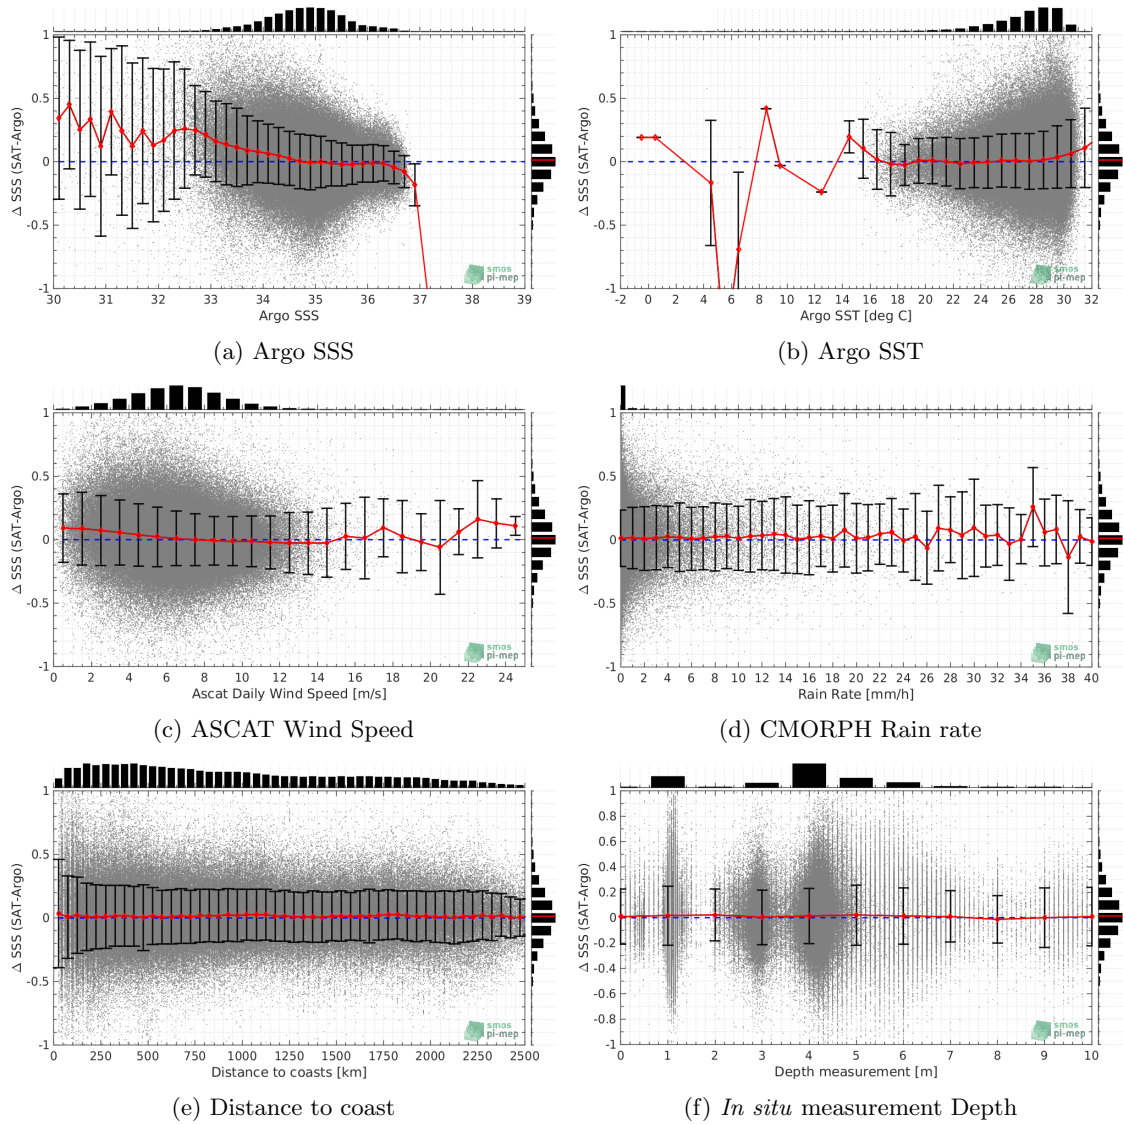 1
0.5
0
-0.5
-1
Δ SSS (SAT-Argo)
30 31 32 33 34 35 36 37 38 39
Argo SSS
smos
pi-mep
(a) Argo SSS
1
0.5
0
-0.5
-1
Δ SSS (SAT-Argo)
-2 0 2 4 6 8 10 12 14 16 18 20 22 24 26 28 30 32
Argo SST [deg C]
smos
pi-mep
(b) Argo SST
1
0.5
0
-0.5
-1
Δ SSS (SAT-Argo)
0 2 4 6 8 10 12 14 16 18 20 22 24
Ascat Daily Wind Speed [m/s]
smos
pi-mep
(c) ASCAT Wind Speed
1
0.5
0
-0.5
-1
Δ SSS (SAT-Argo)
0 2 4 6 8 10 12 14 16 18 20 22 24 26 28 30 32 34 36 38 40
Rain Rate [mm/h]
smos
pi-mep
(d) CMORPH Rain rate
1
0.5
0
-0.5
-1
Δ SSS (SAT-Argo)
0 250 500 750 1000 1250 1500 1750 2000 2250 2500
Distance to coasts [km]
smos
pi-mep
(e) Distance to coast
1
0.8
0.6
0.4
0.2
0
-0.2
-0.4
-0.6
-0.8
-1
Δ SSS (SAT-Argo)
0 1 2 3 4 5 6 7 8 9 10
Depth measurement [m]
smos
pi-mep
(f) In situ measurement Depth